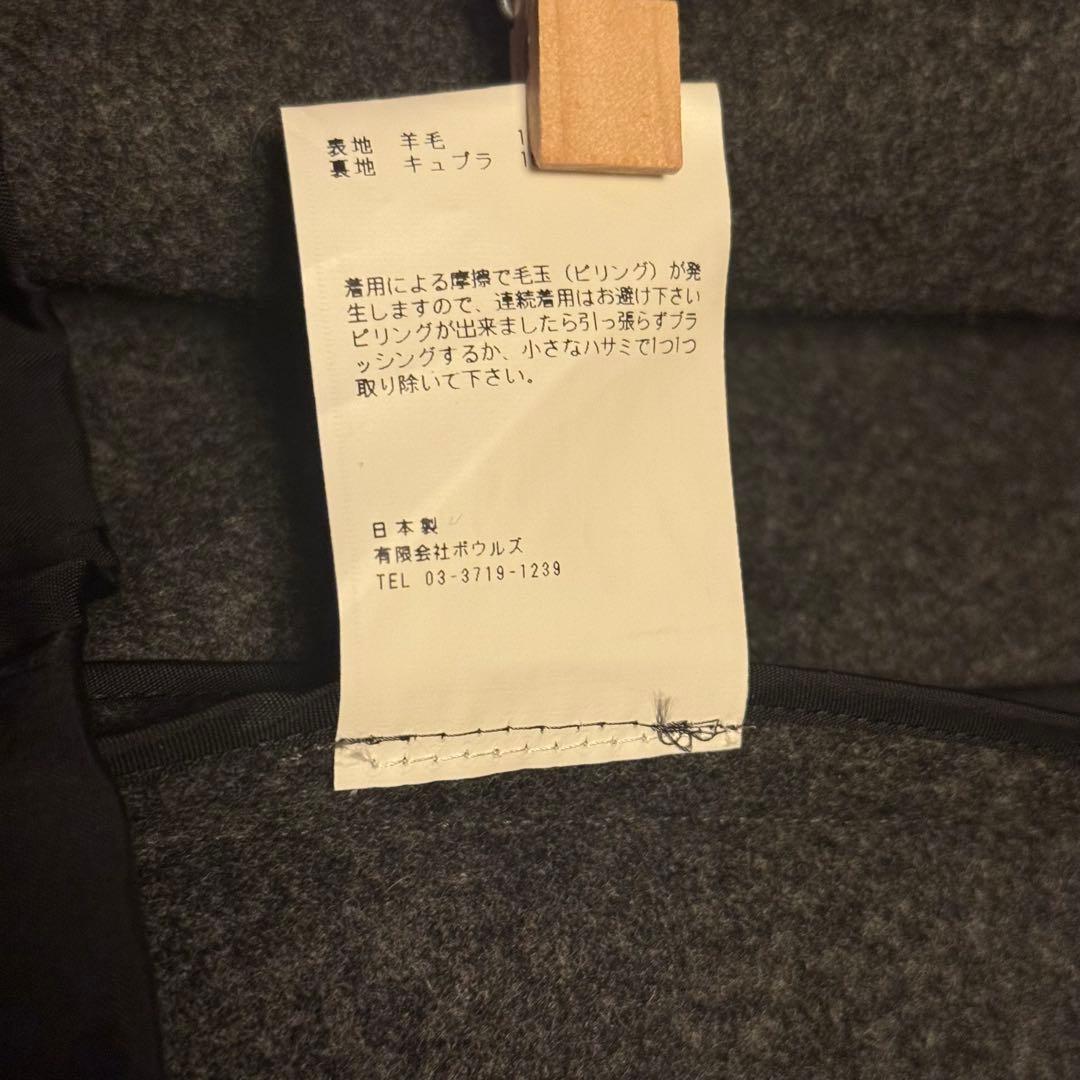 表地 羊毛 1
裏地 キュプラ 1
着用による摩擦で毛玉（ピリング）が発
生しますので、連続着用はお避け下さい
ピリングが出来ましたら引っ張らずブラ
ッシングするか、小さなハサミで1つ1つ
取り除いて下さい。
日本製
有限会社ボウルズ
TEL 03-3719-1239